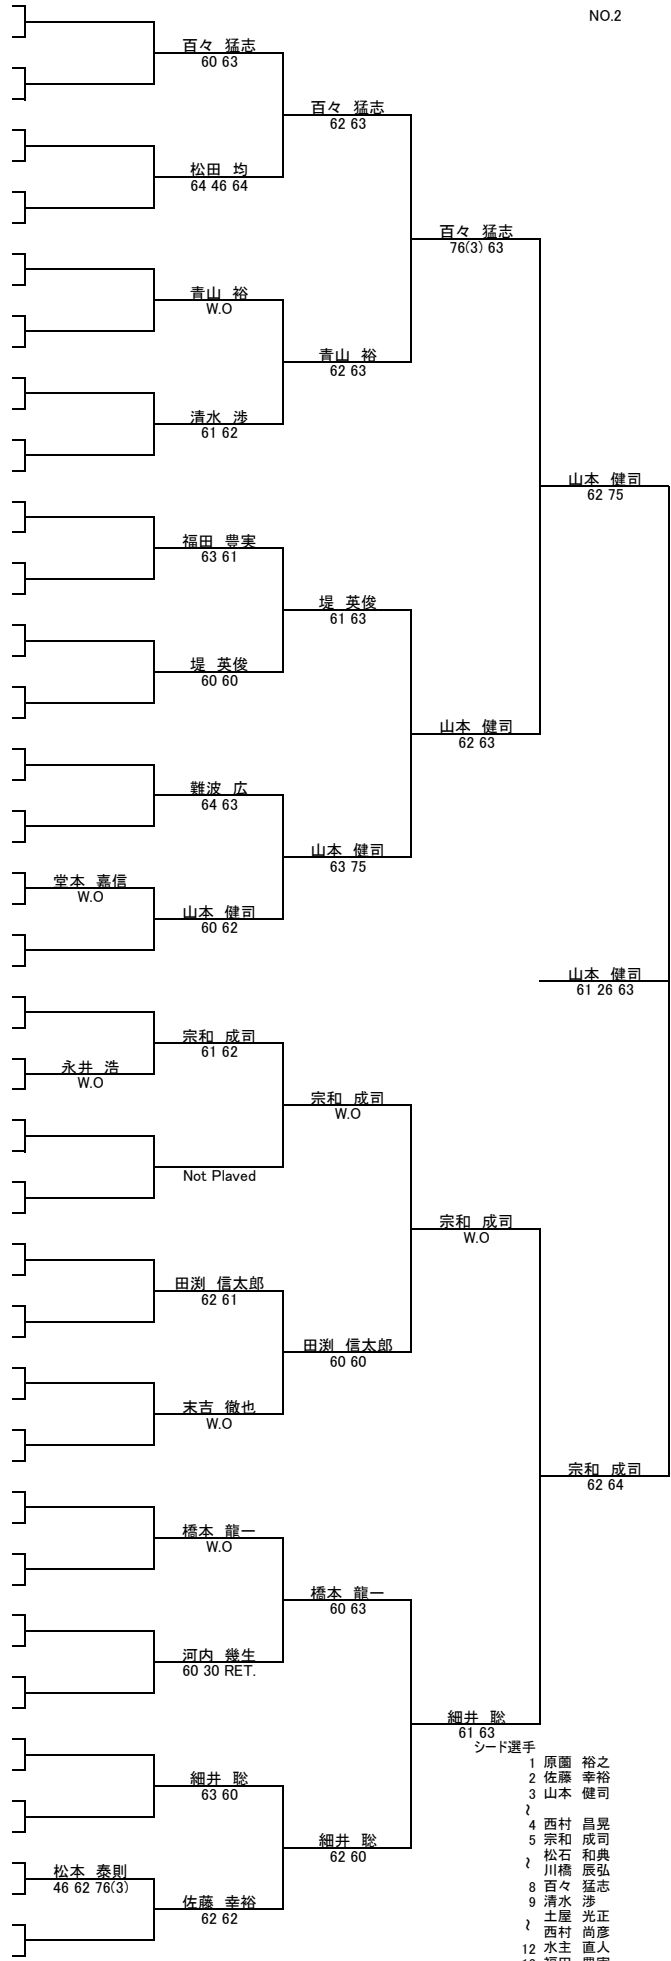 NO.2
百々 猛志
60 63
百々 猛志
62 63
松田 均
64 46 64
百々 猛志
76(3) 63
青山 裕
W.O
青山 裕
62 63
清水 渉
61 62
山本 健司
62 75
福田 豊実
63 61
堤 英俊
61 63
堤 英俊
60 60
山本 健司
62 63
難波 広
64 63
山本 健司
63 75
堂本 嘉信
W.O
山本 健司
60 62
山本 健司
61 26 63
宗和 成司
61 62
永井 浩
W.O
宗和 成司
W.O
Not Played
宗和 成司
W.O
田渕 信太郎
62 61
田渕 信太郎
60 60
末吉 徹也
W.O
宗和 成司
62 64
橋本 龍一
W.O
橋本 龍一
60 63
河内 幾生
60 30 RET.
細井 聡
61 63
シード選手
1 原薗 裕之
2 佐藤 幸裕
3 山本 健司
~
4 西村 昌晃
5 宗和 成司
松石 和典
~
川橋 辰弘
8 百々 猛志
9 清水 渉
土屋 光正
~
西村 尚彦
12 水主 直人
細井 聡
63 60
細井 聡
62 60
松本 泰則
46 62 76(3)
佐藤 幸裕
62 62